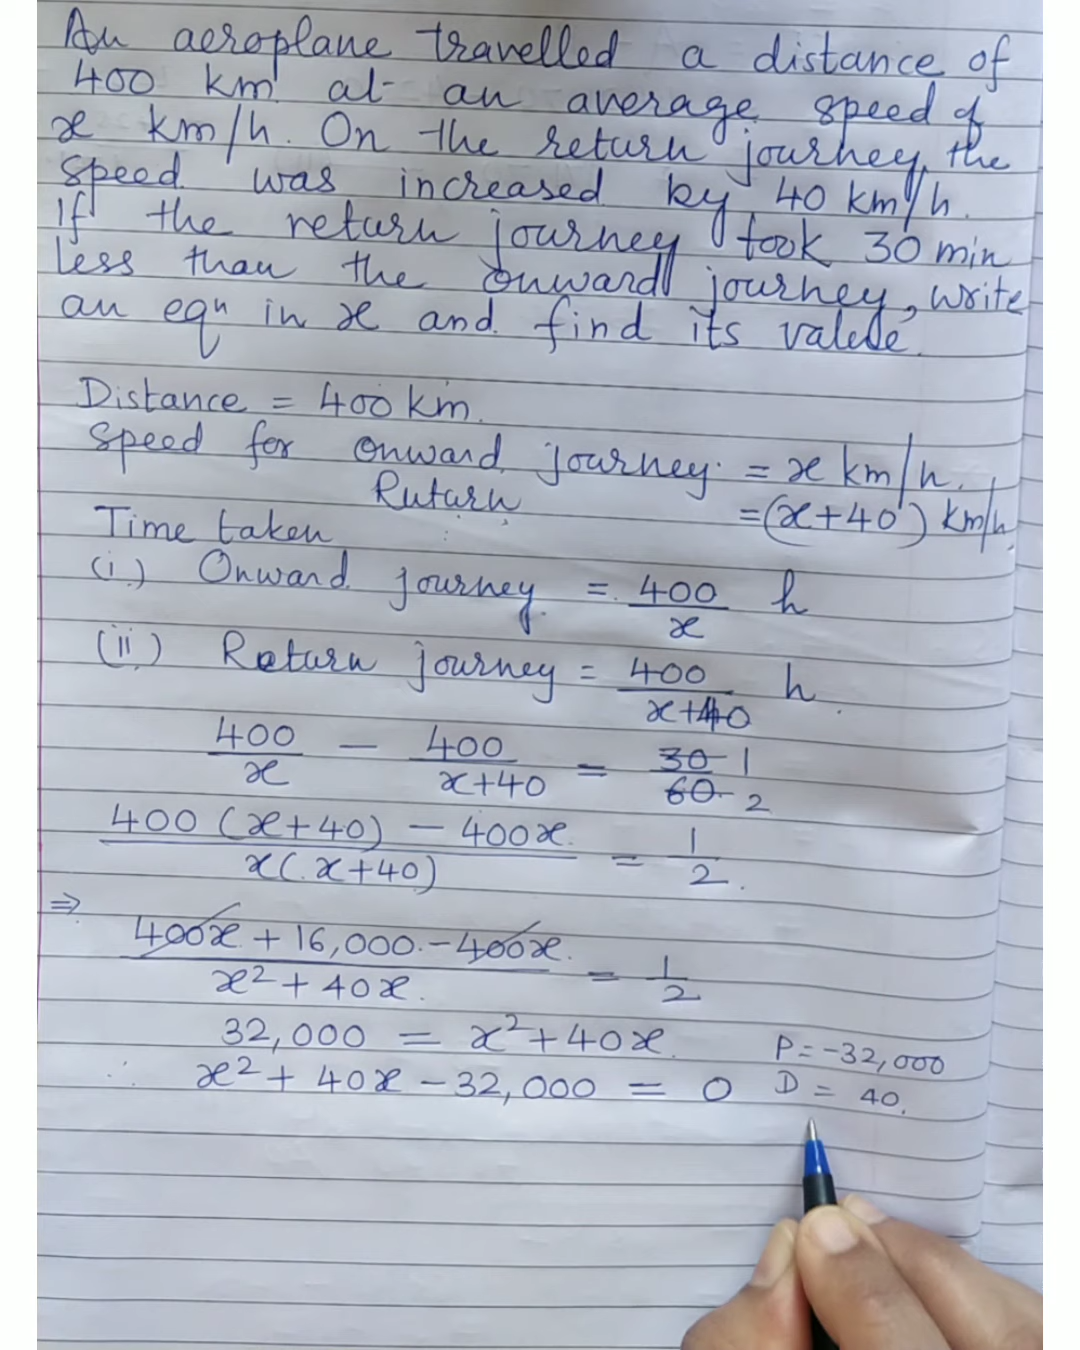 An aeroplane travelled a distance of
400 km at an average speed of
x km/h. On the return journey, the
speed was increased by 40 km/h.
If the return journey took 30 min
less than the onward journey, write
an eqn in x and find its value.
Distance = 400 km.
Speed for onward journey = x km/h.
Ruturn = (x+40) km/h.
Time taken
(i) Onward journey = 400/x h
(ii) Return journey = 400/x+40 h.
400/x - 400/x+40 = 30/60 1/2
400(x+40) - 400x/x(x+40) = 1/2.
⇒ 400x + 16,000 - 400x/x² + 40x = 1/2
32,000 = x² + 40x.
∴ x² + 40x - 32,000 = 0
P = -32,000
D = 40.